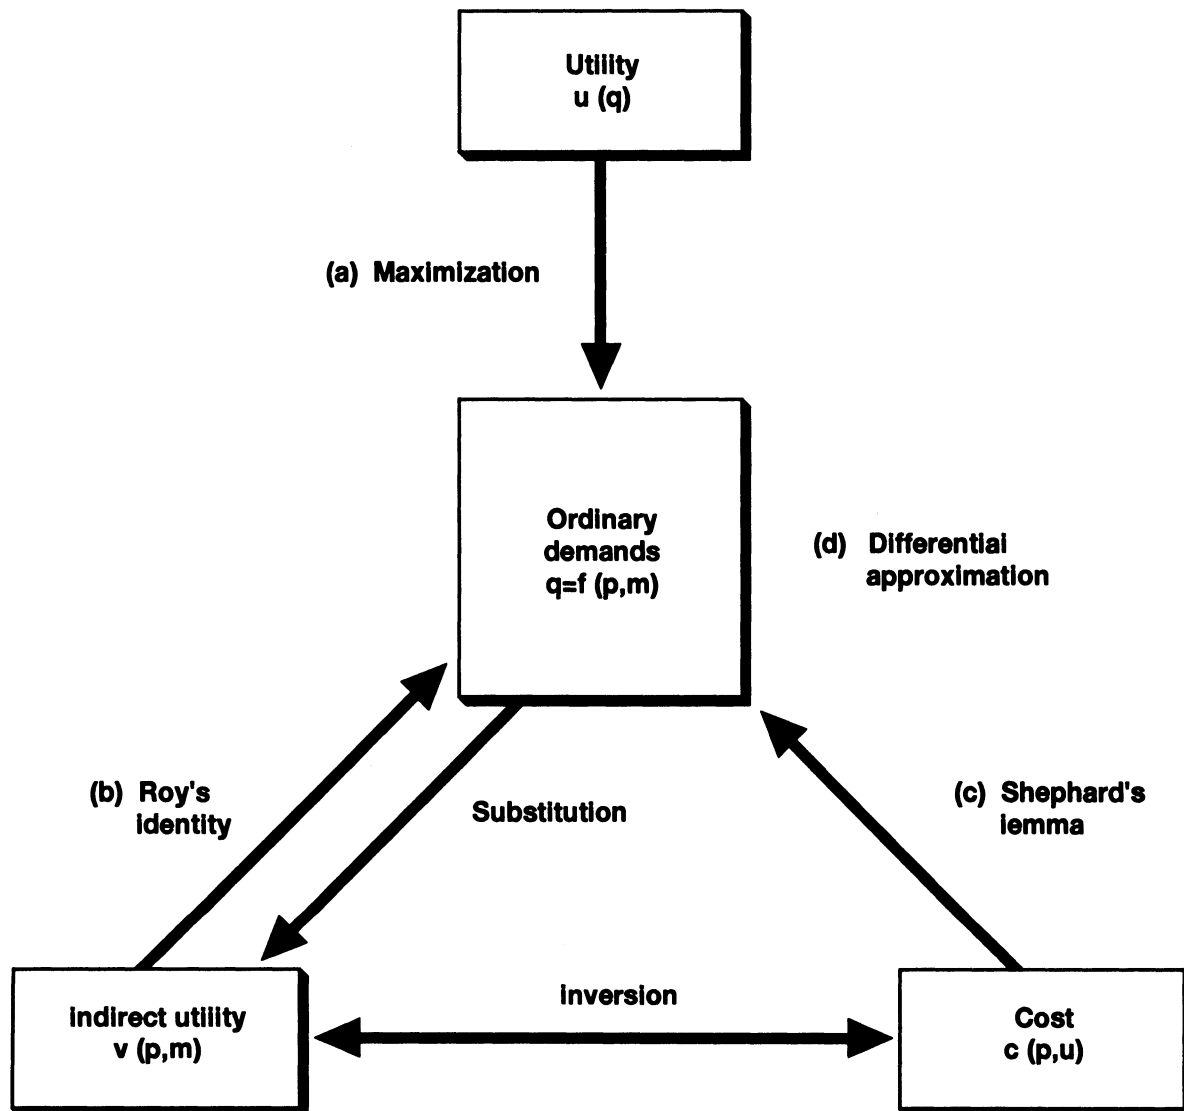 Utility
u (q)
(a) Maximization
Ordinary
demands
q=f (p,m)
(d) Differential
approximation
(b) Roy's
identity
Substitution
(c) Shephard's
lemma
indirect utility
v (p,m)
inversion
Cost
c (p,u)